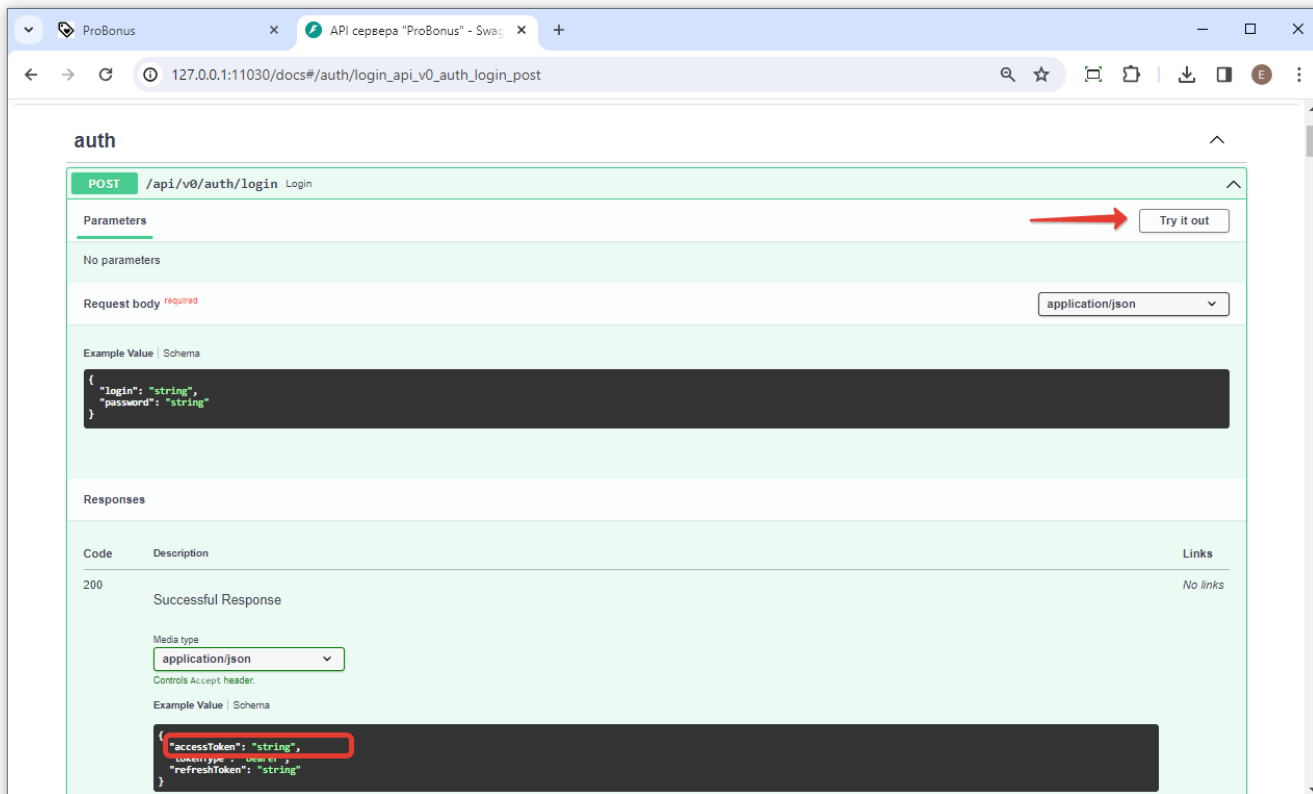 ProBonus
API сервера "ProBonus" - Swag
127.0.0.1:11030/docs#/auth/login_api_v0_auth_login_post
E
auth
POST /api/v0/auth/login Login
Parameters
Try it out
No parameters
Request body required
application/json
Example Value | Schema
{
"login": "string",
"password": "string"
}
Responses
Code Description Links
200 No links
Successful Response
Media type
application/json
Controls Accept header.
Example Value | Schema
{
"accessToken": "string",
"tokenType": "bearer",
"refreshToken": "string"
}